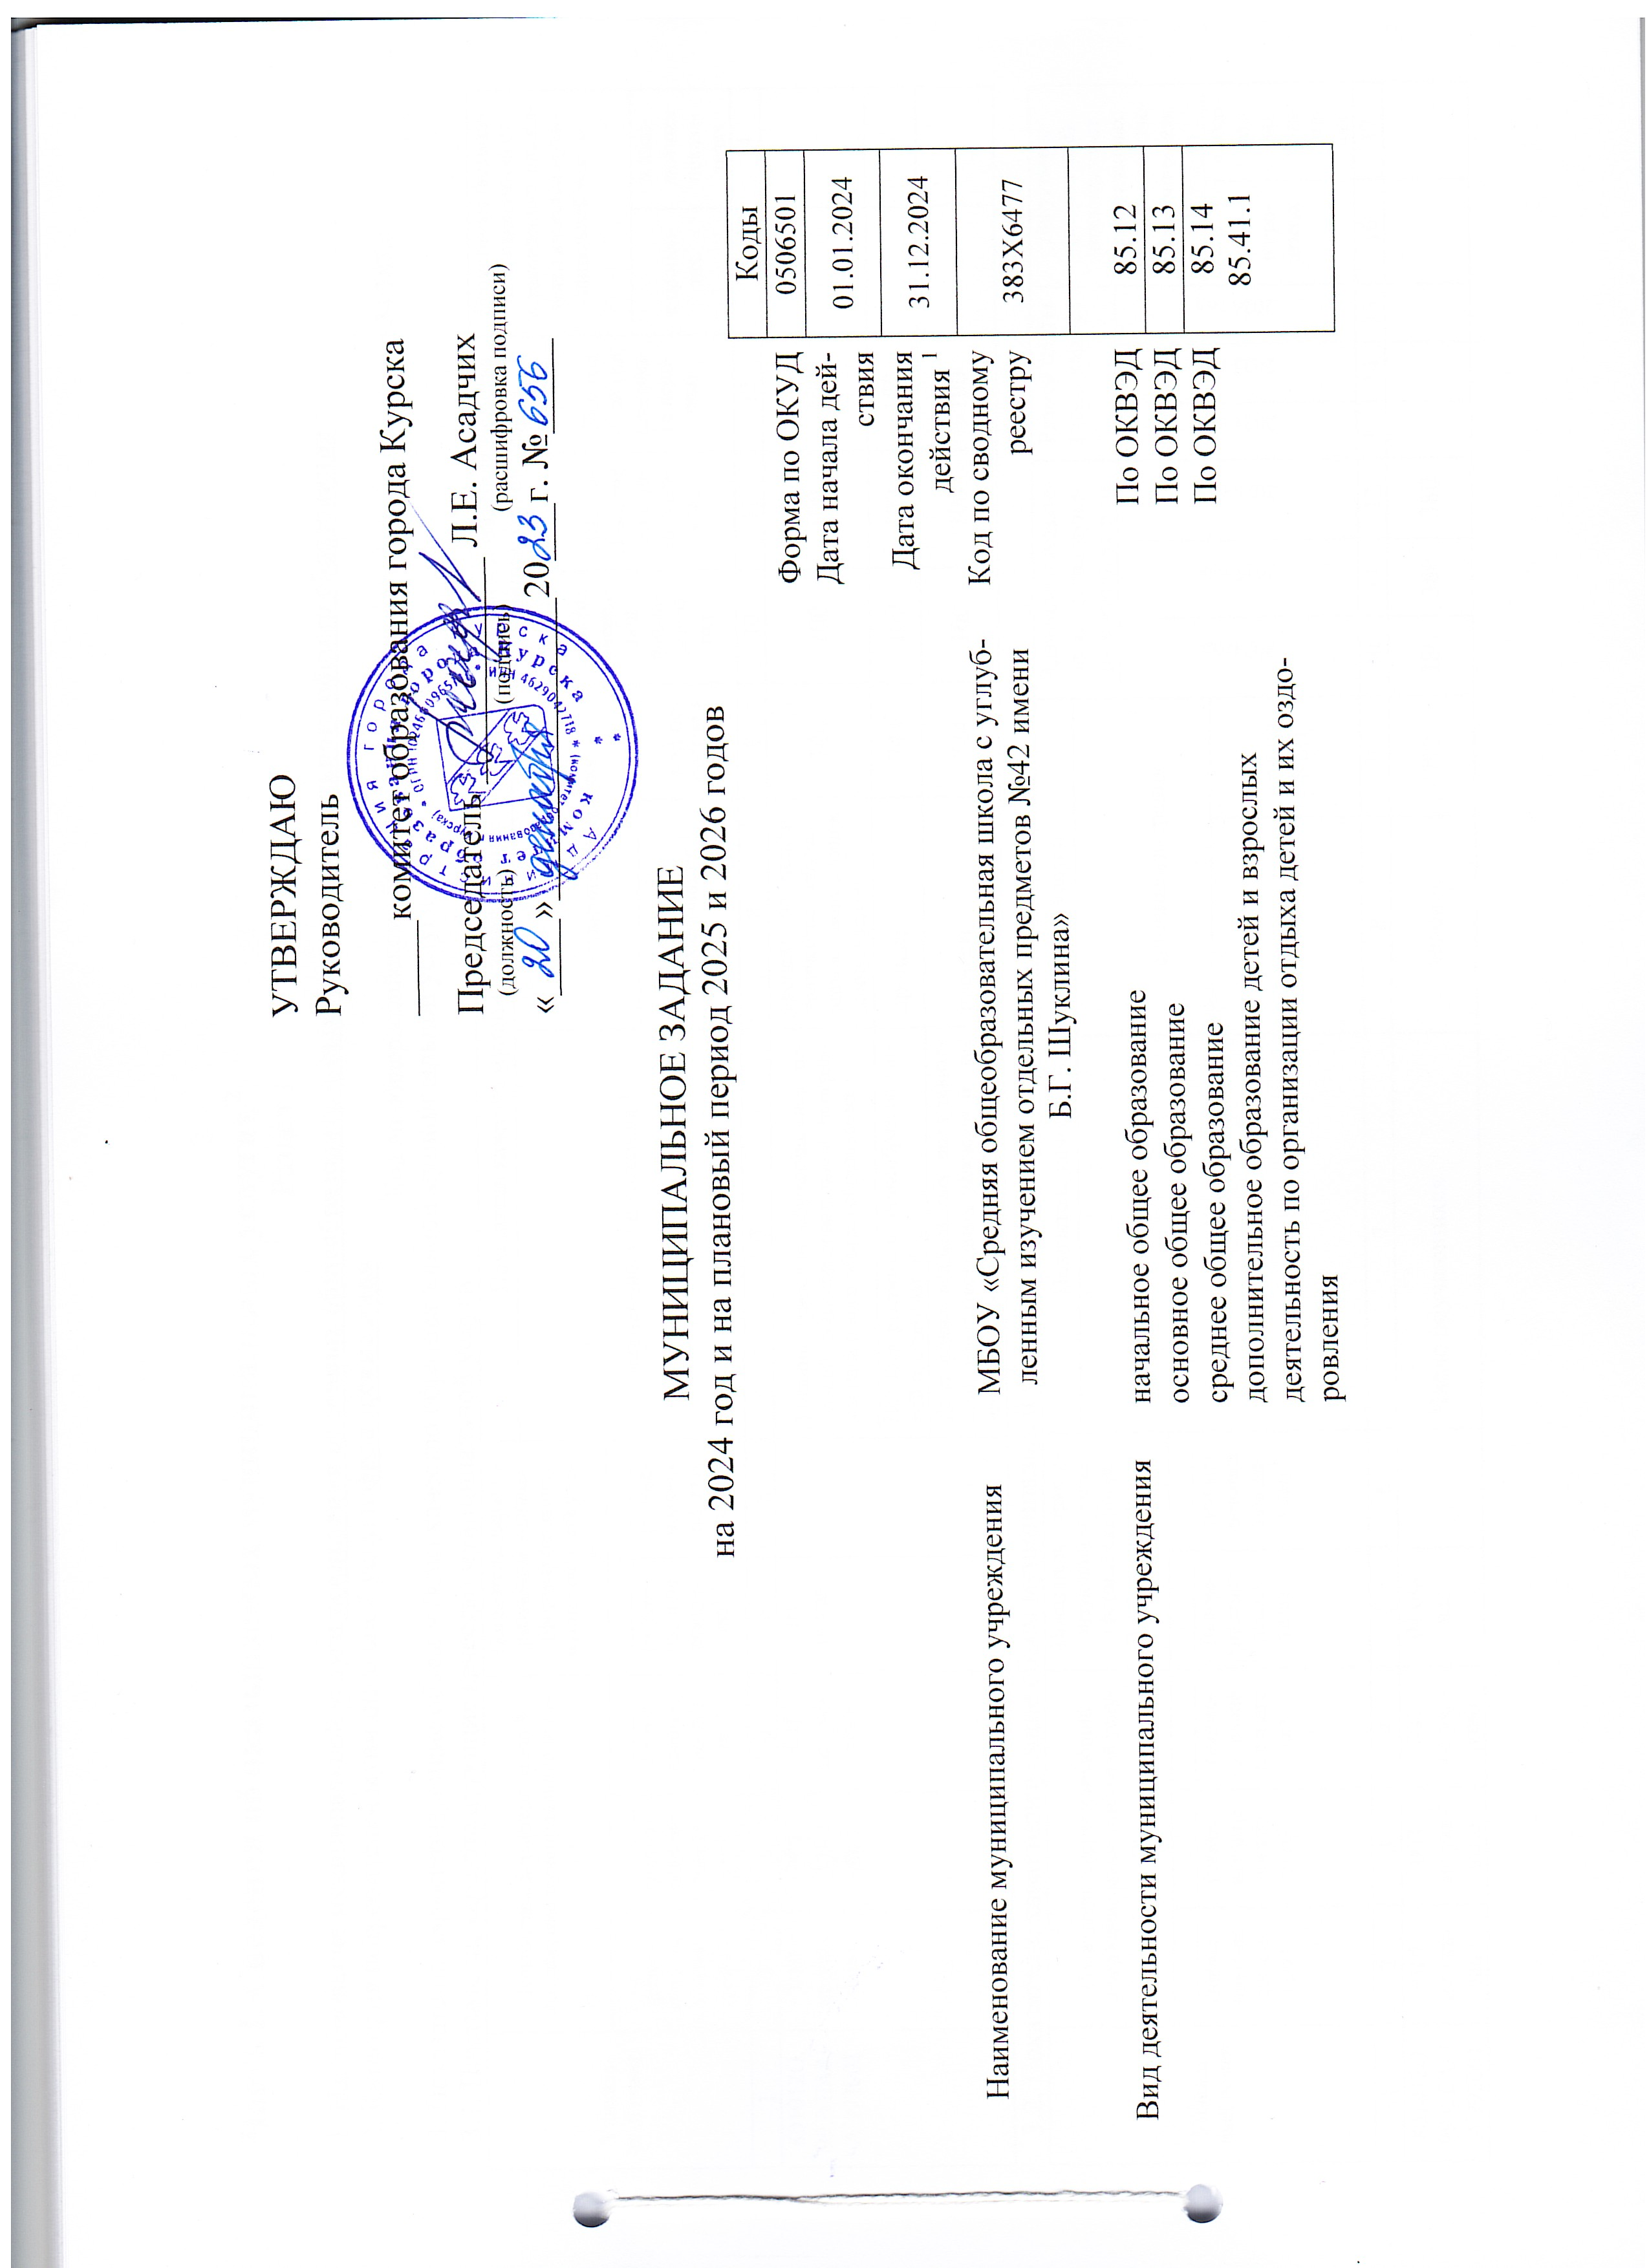 УТВЕРЖДАЮ
Руководитель
комитет образования города Курска
Председатель Л.Е. Асадчих
(должность) (подпись) (расшифровка подписи)
« 20 » декабря 2023 г. № 656
МУНИЦИПАЛЬНОЕ ЗАДАНИЕ
на 2024 год и на плановый период 2025 и 2026 годов
Коды
Форма по ОКУД 0506501
Дата начала дей-
ствия 01.01.2024
Дата окончания
действия 1 31.12.2024
Наименование муниципального учреждения МБОУ «Средняя общеобразовательная школа с углуб- Код по сводному
ленным изучением отдельных предметов №42 имени реестру 383Х6477
Б.Г. Шуклина»
Вид деятельности муниципального учреждения начальное общее образование По ОКВЭД 85.12
основное общее образование По ОКВЭД 85.13
среднее общее образование По ОКВЭД 85.14
дополнительное образование детей и взрослых 85.41.1
деятельность по организации отдыха детей и их оздо-
ровления